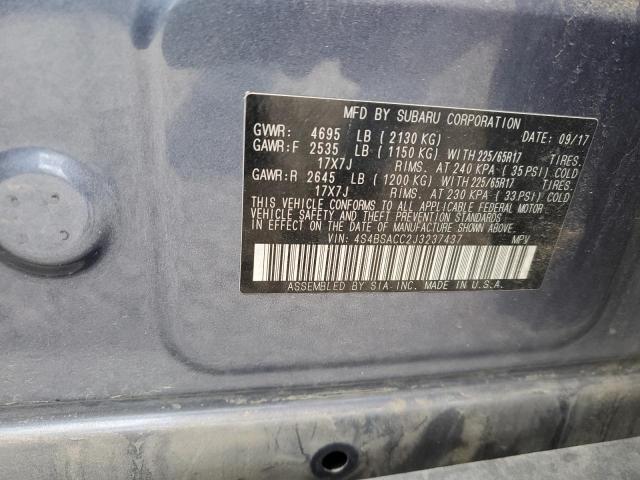 MFD BY SUBARU CORPORATION
GVWR: 4695 LB ( 2130 KG) DATE: 09/17
GAWR:F 2535 LB ( 1150 KG) WITH 225/65R17 TIRES.
17X7J RIMS. AT 240 KPA ( 35 PSI) COLD
GAWR:R 2645 LB ( 1200 KG) WITH 225/65R17 TIRES.
17X7J RIMS. AT 230 KPA ( 33 PSI) COLD
THIS VEHICLE CONFORMS TO ALL APPLICABLE FEDERAL MOTOR
VEHICLE SAFETY AND THEFT PREVENTION STANDARDS
IN EFFECT ON THE DATE OF MANUFACTURE SHOWN ABOVE.
VIN: 4S4BSACC2J3237437 MPV
ASSEMBLED BY SIA-INC. MADE IN U.S.A.